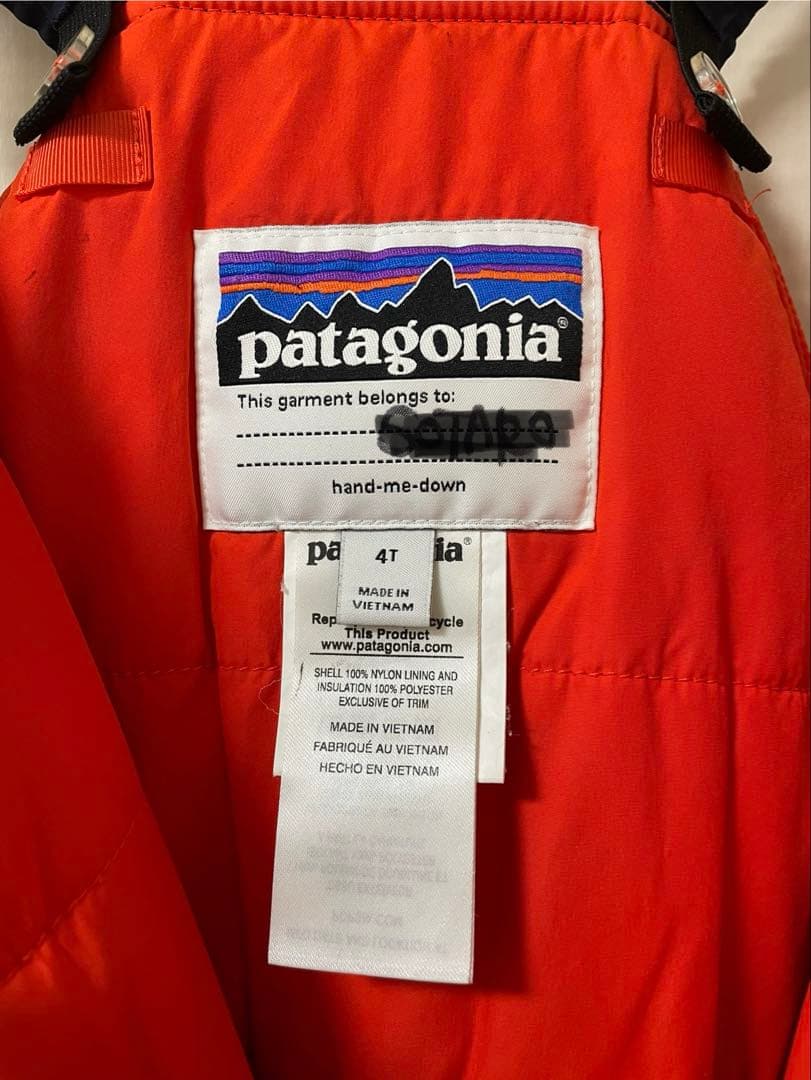 patagonia®
This garment belongs to:
hand-me-down
pa ia®
4T
MADE IN
VIETNAM
Rep cycle
This Product
www.patagonia.com
SHELL 100% NYLON LINING AND
INSULATION 100% POLYESTER
EXCLUSIVE OF TRIM
MADE IN VIETNAM
FABRIQUÉ AU VIETNAM
HECHO EN VIETNAM